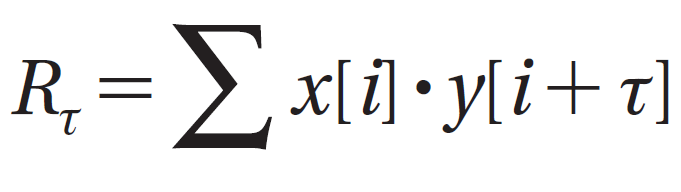 R_τ = ∑ x[i] · y[i + τ]